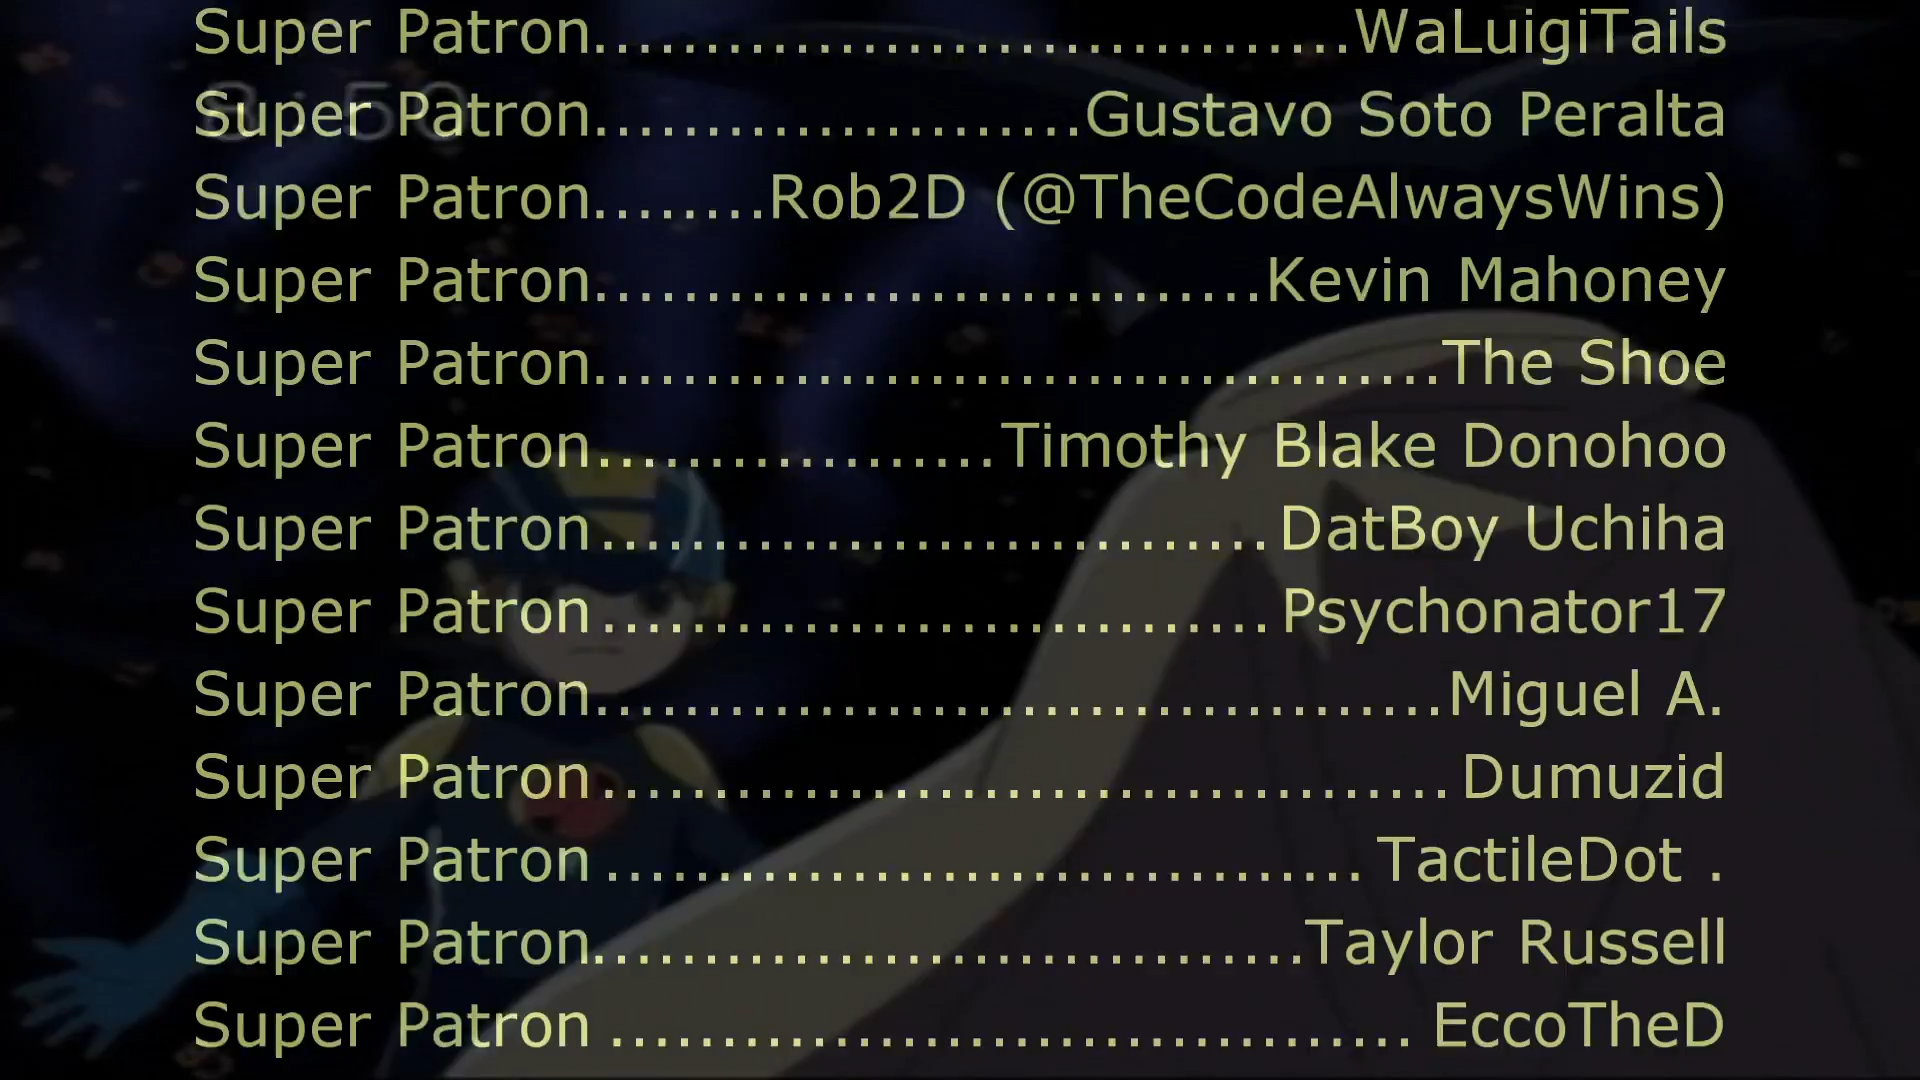 Super Patron.................................WaLuigiTails
8:50
Super Patron......................Gustavo Soto Peralta
Super Patron........Rob2D (@TheCodeAlwaysWins)
Super Patron..............................Kevin Mahoney
Super Patron......................................The Shoe
Super Patron..................Timothy Blake Donohoo
Super Patron..............................DatBoy Uchiha
Super Patron..............................Psychonator17
Super Patron......................................Miguel A.
Super Patron......................................Dumuzid
Super Patron .................................. TactileDot .
Super Patron................................Taylor Russell
Super Patron .................................... EccoTheD